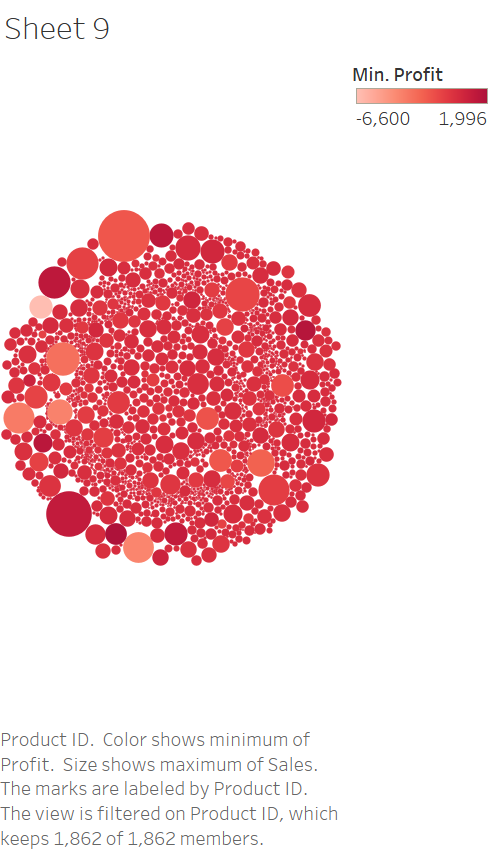 Sheet 9
Min. Profit
-6,600 1,996
Product ID.  Color shows minimum of
Profit.  Size shows maximum of Sales.
The marks are labeled by Product ID.
The view is filtered on Product ID, which
keeps 1,862 of 1,862 members.